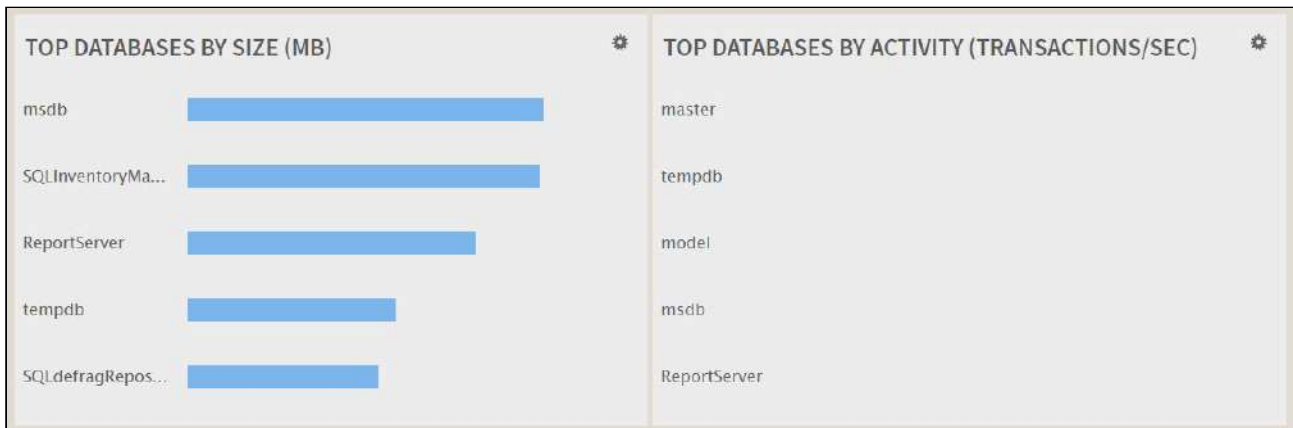 TOP DATABASES BY SIZE (MB)
msdb
SQLInventoryMa...
ReportServer
tempdb
SQLdefragRepos...
TOP DATABASES BY ACTIVITY (TRANSACTIONS/SEC)
master
tempdb
model
msdb
ReportServer